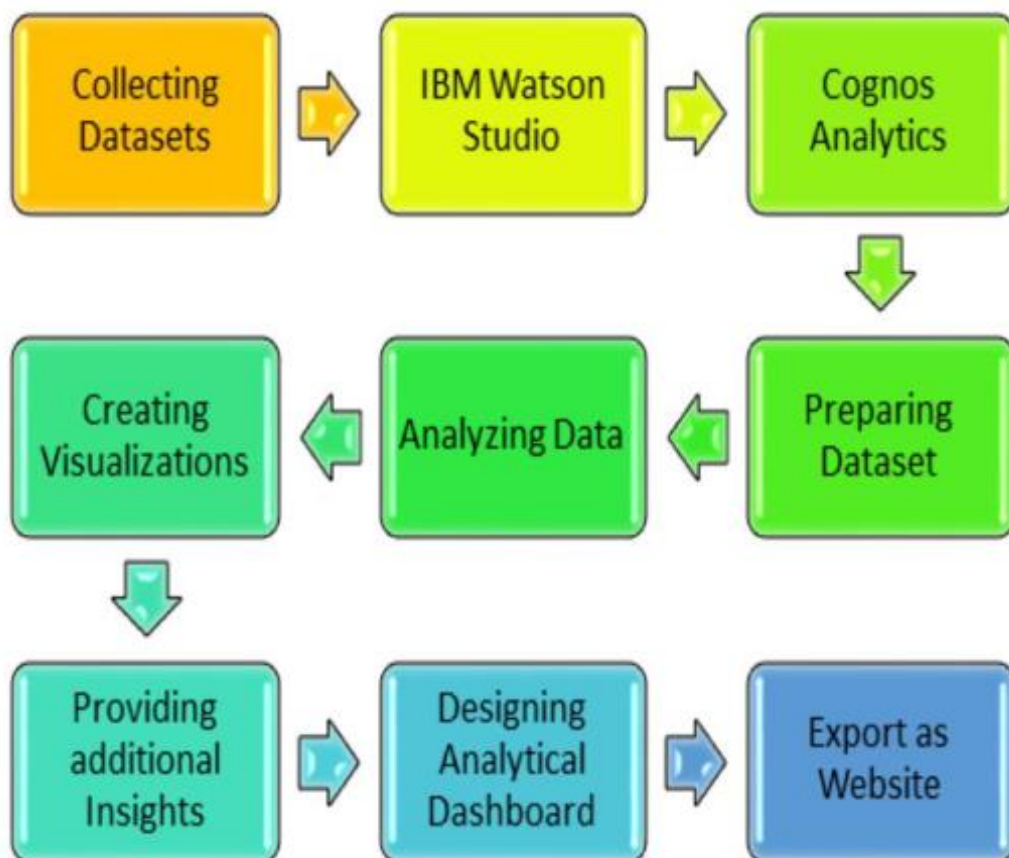 Collecting
Datasets
IBM Watson
Studio
Cognos
Analytics
Preparing
Dataset
Analyzing Data
Creating
Visualizations
Providing
additional
Insights
Designing
Analytical
Dashboard
Export as
Website